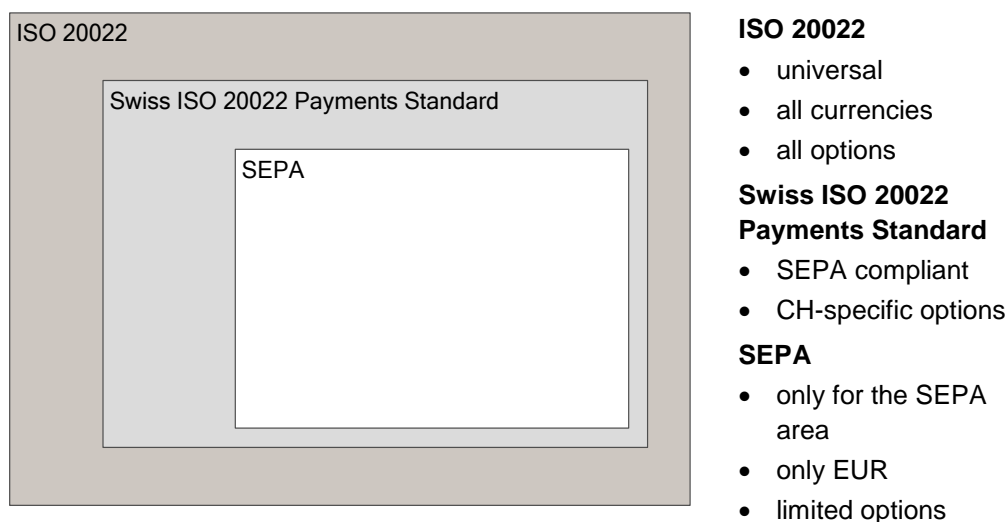 ISO 20022
Swiss ISO 20022 Payments Standard
SEPA
ISO 20022
• universal
• all currencies
• all options
Swiss ISO 20022
Payments Standard
• SEPA compliant
• CH-specific options
SEPA
• only for the SEPA
area
• only EUR
• limited options